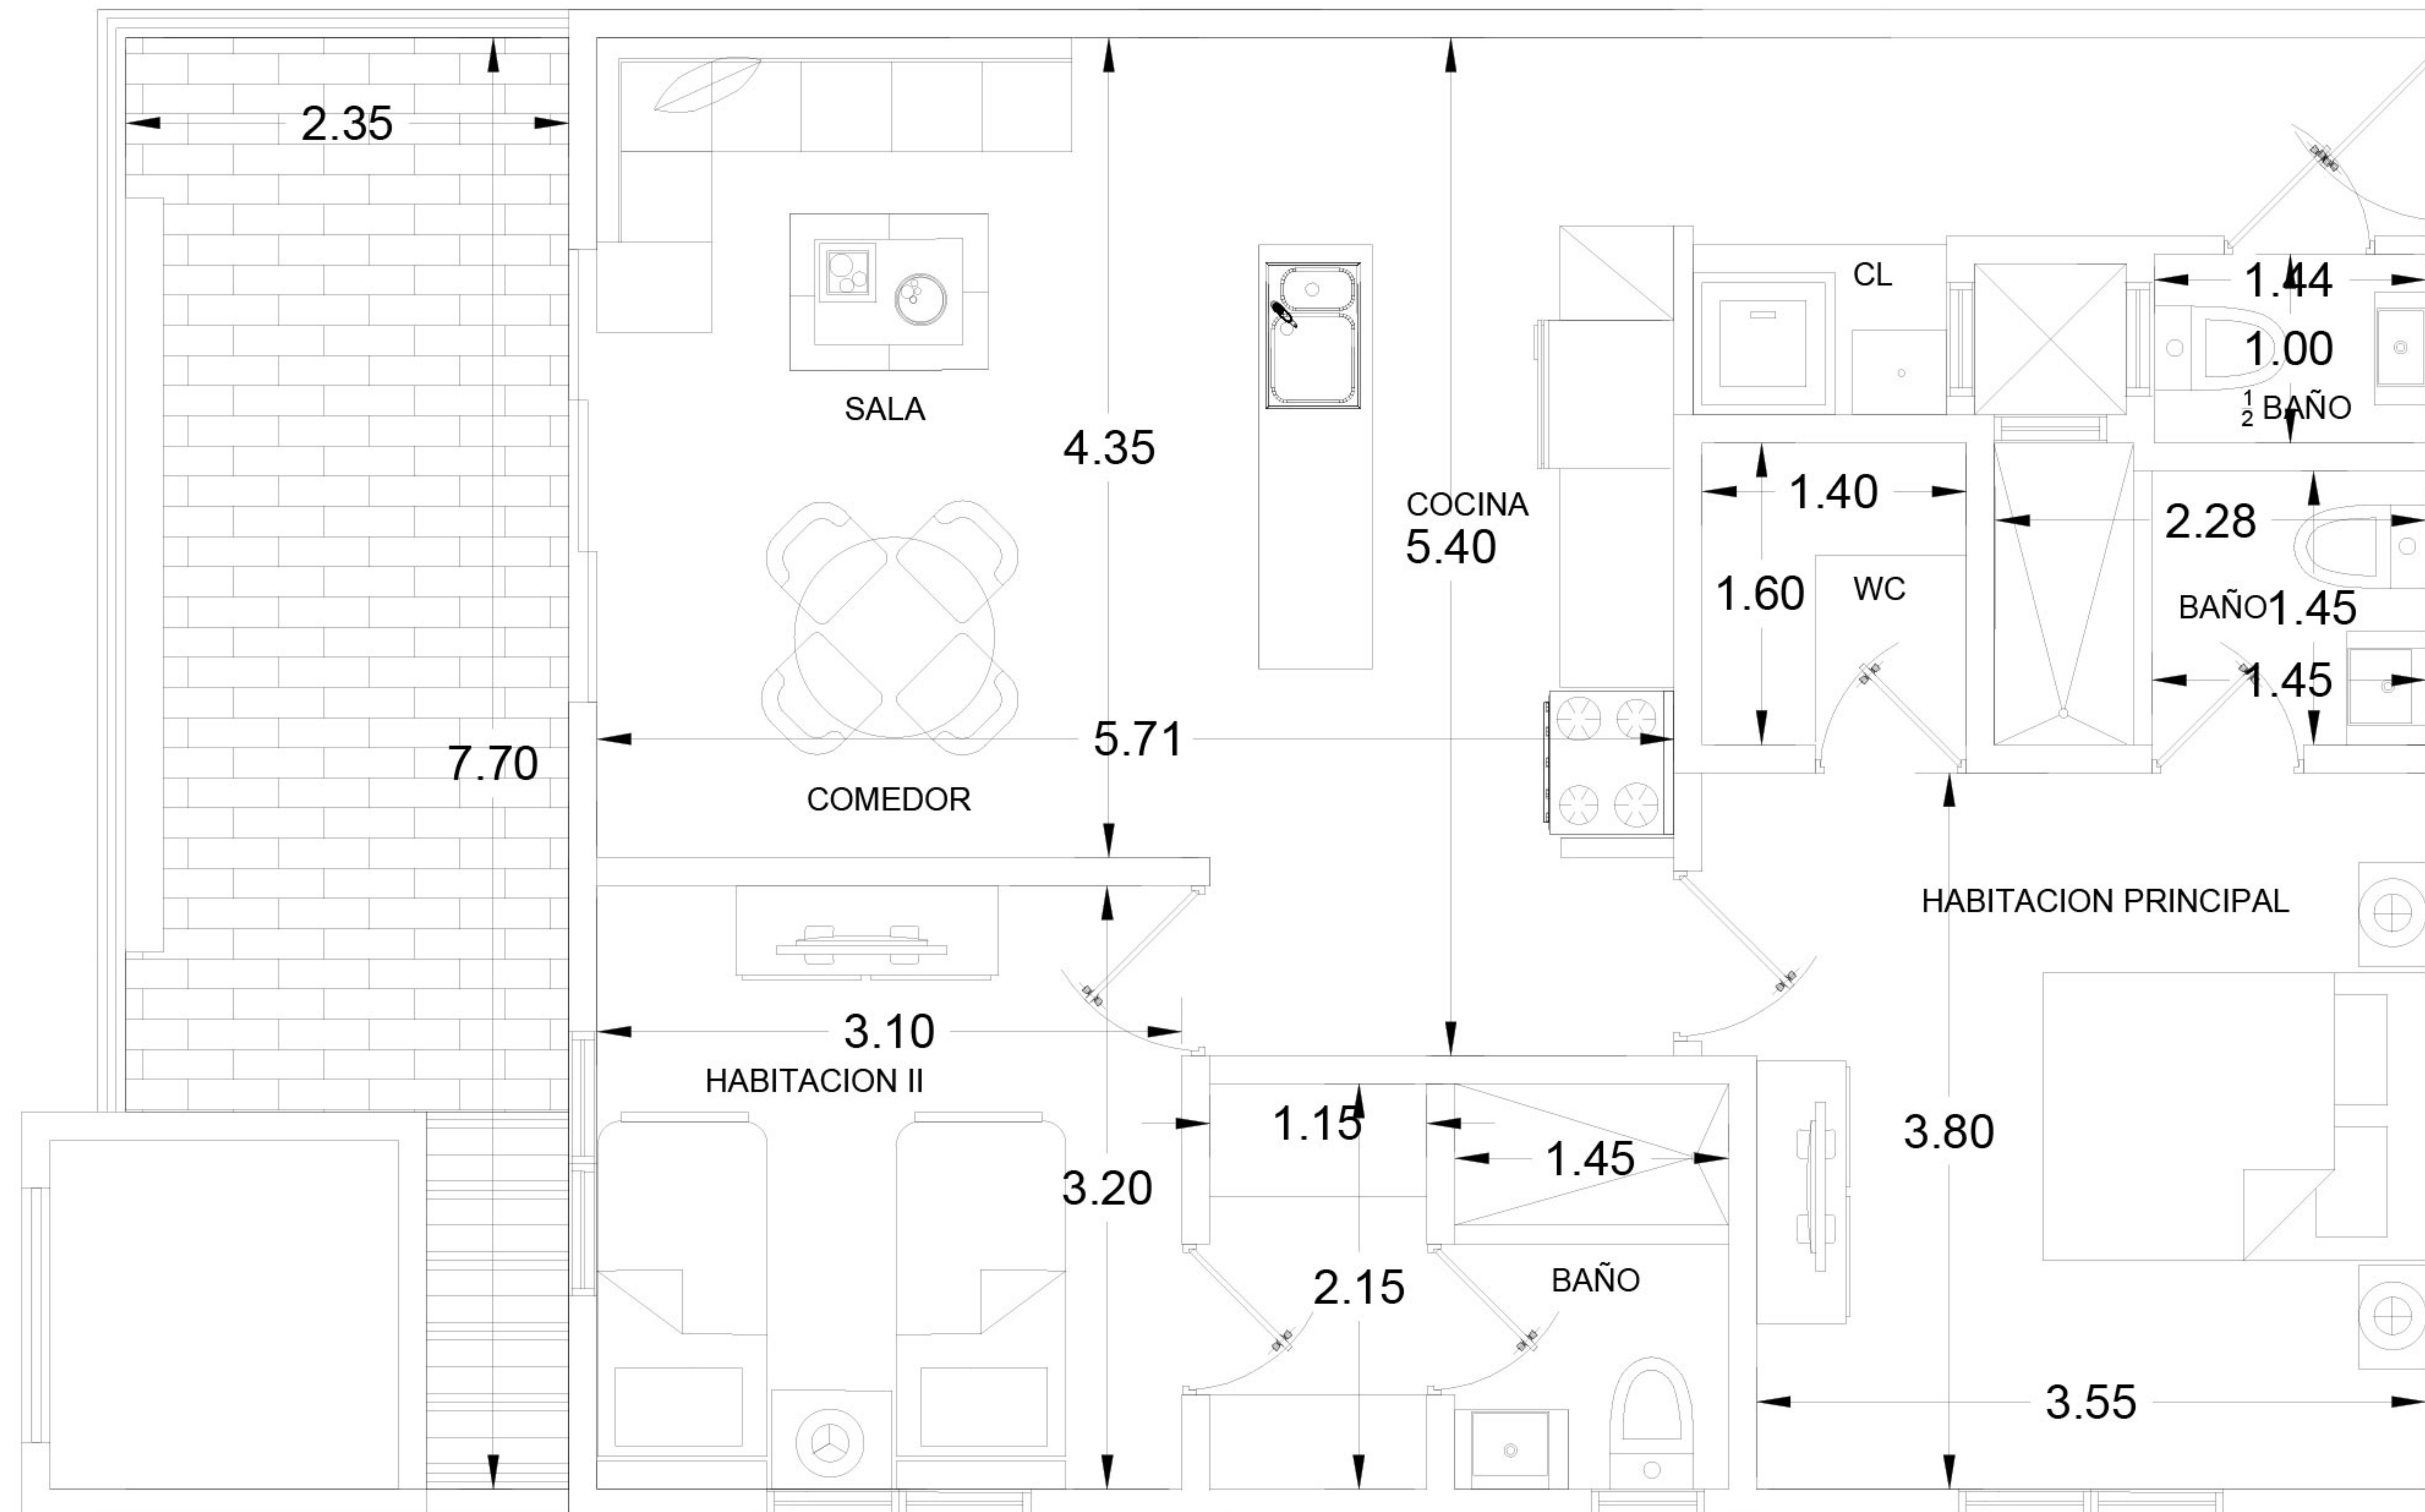 2.35
CL
1.44
1.00
½ BAÑO
SALA
4.35
COCINA
5.40
1.40
2.28
1.60
WC
BAÑO
1.45
1.45
5.71
7.70
COMEDOR
HABITACION PRINCIPAL
3.10
HABITACION II
1.15
1.45
3.80
3.20
2.15
BAÑO
3.55